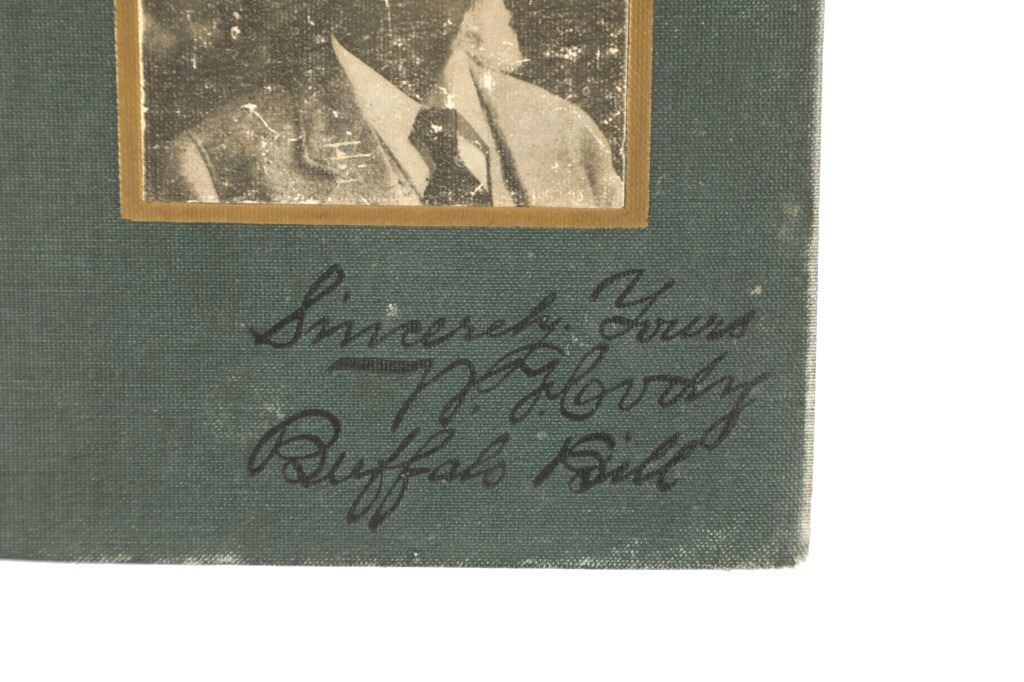 Sincerely Yours
W. F. Cody
Buffalo Bill